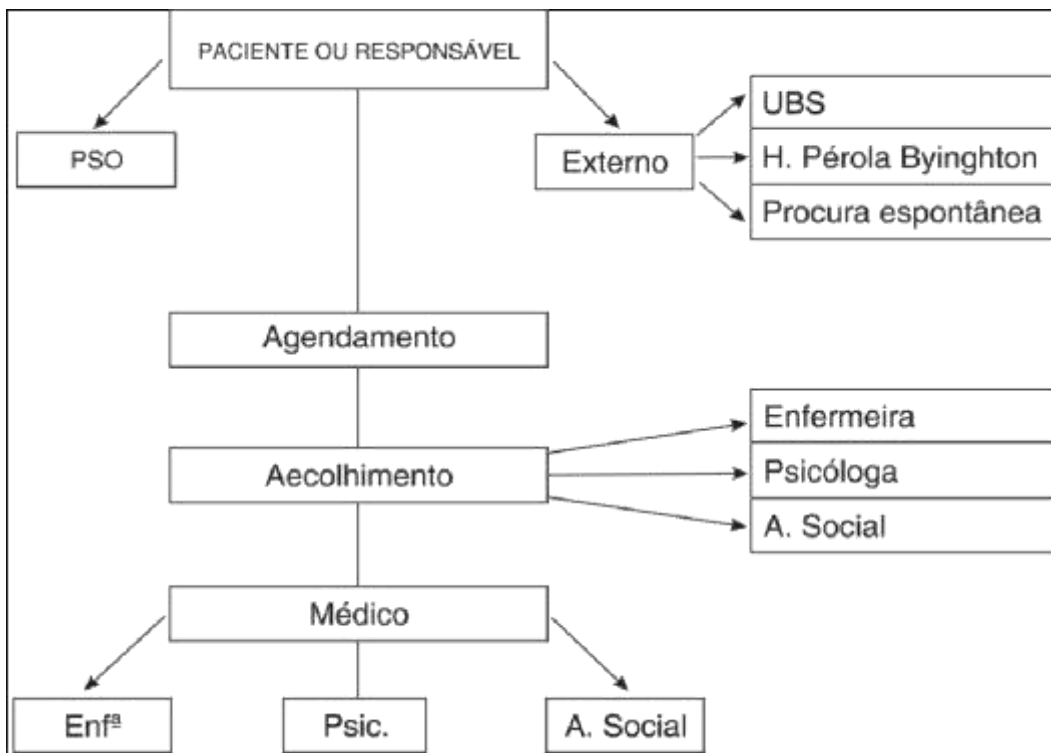 PACIENTE OU RESPONSÁVEL
PSO
Externo
UBS
H. Pérola Byinghton
Procura espontânea
Agendamento
Aecolhimento
Enfermeira
Psicóloga
A. Social
Médico
Enfª
Psic.
A. Social